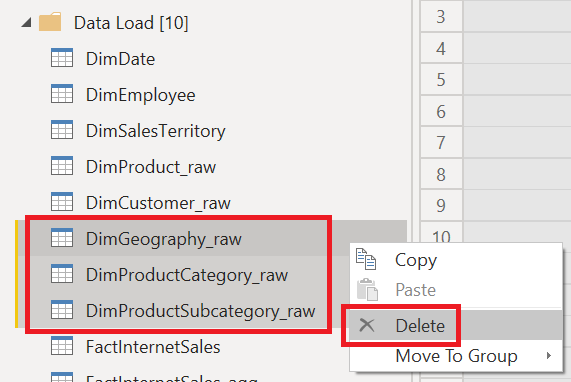 Data Load [10]
DimDate
DimEmployee
DimSalesTerritory
DimProduct_raw
DimCustomer_raw
DimGeography_raw
DimProductCategory_raw
DimProductSubcategory_raw
FactInternetSales
FactInternetSales_agg
3
4
5
6
7
8
9
10
Copy
Paste
Delete
Move To Group